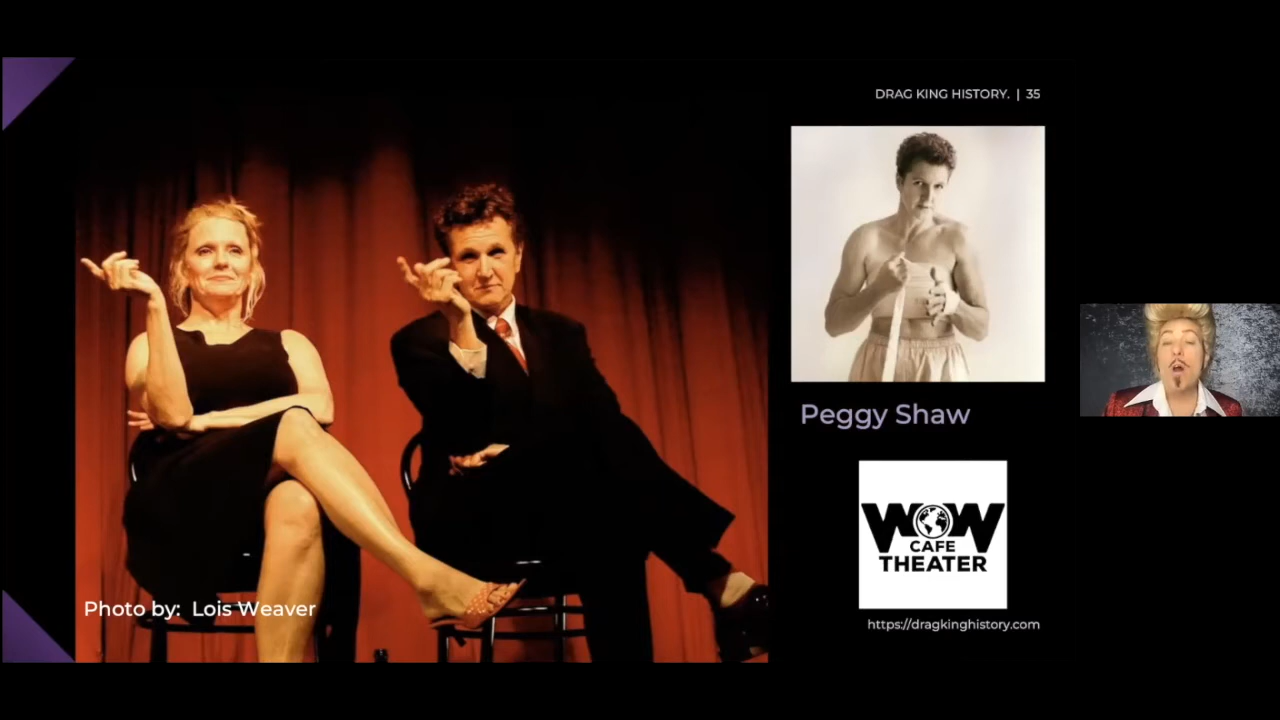 DRAG KING HISTORY. | 35
Peggy Shaw
WOW
CAFE
THEATER
Photo by: Lois Weaver
https://dragkinghistory.com